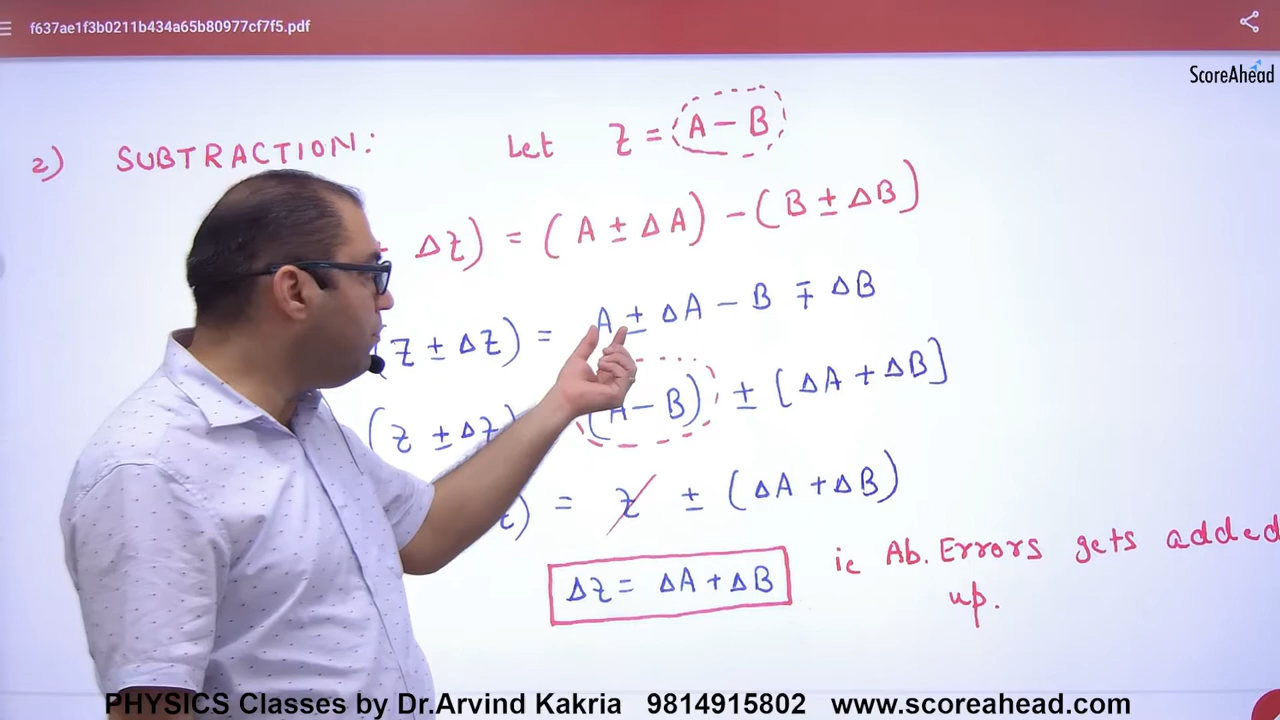 f637ae1f3b0211b434a65b80977cf7f5.pdf
ScoreAhead
2) SUBTRACTION: Let Z = (A − B)
± ΔZ) = (A ± ΔA) − (B ± ΔB)
(Z ± ΔZ) = A ± ΔA − B ∓ ΔB
(Z ± ΔZ) (A − B) ± [ΔA + ΔB]
) = Z ± (ΔA + ΔB)
ΔZ = ΔA + ΔB ie Ab. Errors gets added
up.
PHYSICS Classes by Dr.Arvind Kakria 9814915802 www.scoreahead.com